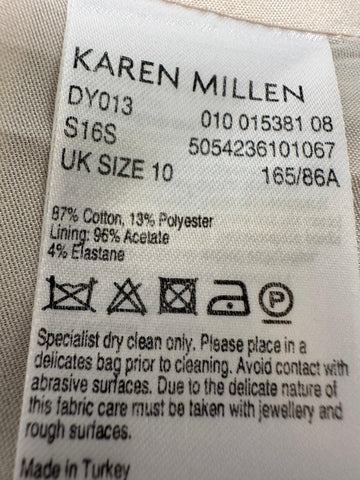 KAREN MILLEN
DY013 010 015381 08
S16S 5054236101067
UK SIZE 10 165/86A
87% Cotton, 13% Polyester
Lining: 96% Acetate
4% Elastane
P
Specialist dry clean only. Please place in a
delicates bag prior to cleaning. Avoid contact with
abrasive surfaces. Due to the delicate nature of
this fabric care must be taken with jewellery and
rough surfaces.
Made in Turkey